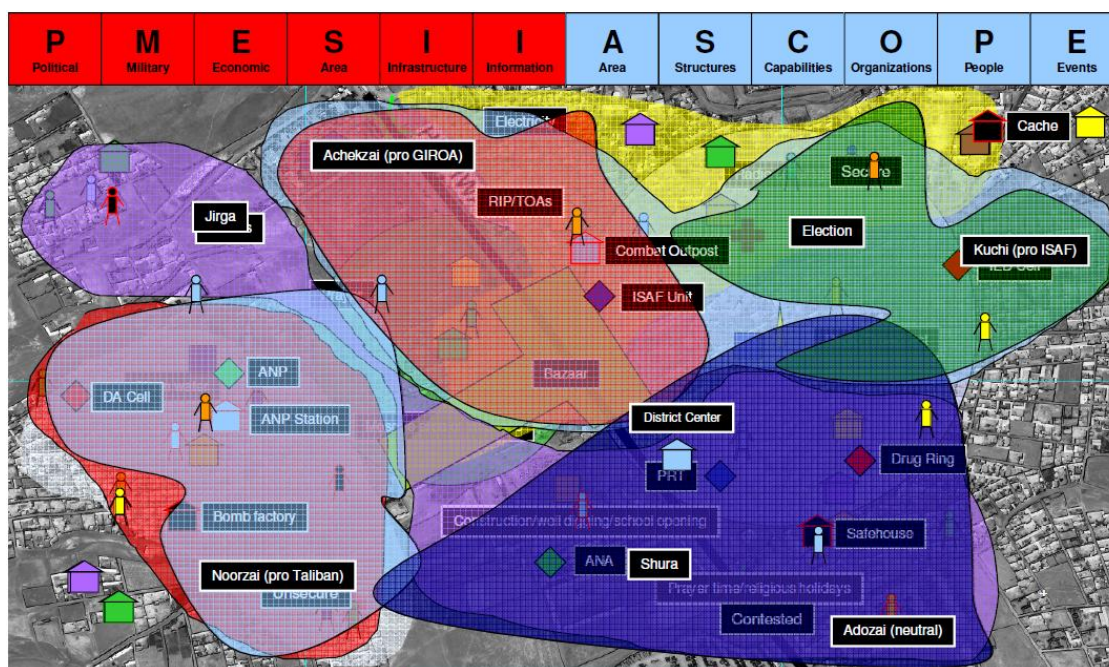 P M E S I I A S C O P E
Political Military Economic Area Infrastructure Information Area Structures Capabilities Organizations People Events
Cache
Achekzai (pro GIROA)
Secure
RIP/TOAs
Jirga
Election
Combat Outpost
Kuchi (pro ISAF)
IED Cell
ISAF Unit
ANP
Bazaar
DA Cell
ANP Station
District Center
Drug Ring
PRT
Bomb factory
Construction/well digging/school opening
Safehouse
ANA
Shura
Noorzai (pro Taliban)
Prayer time/religious holidays
Unsecure
Contested
Adozai (neutral)